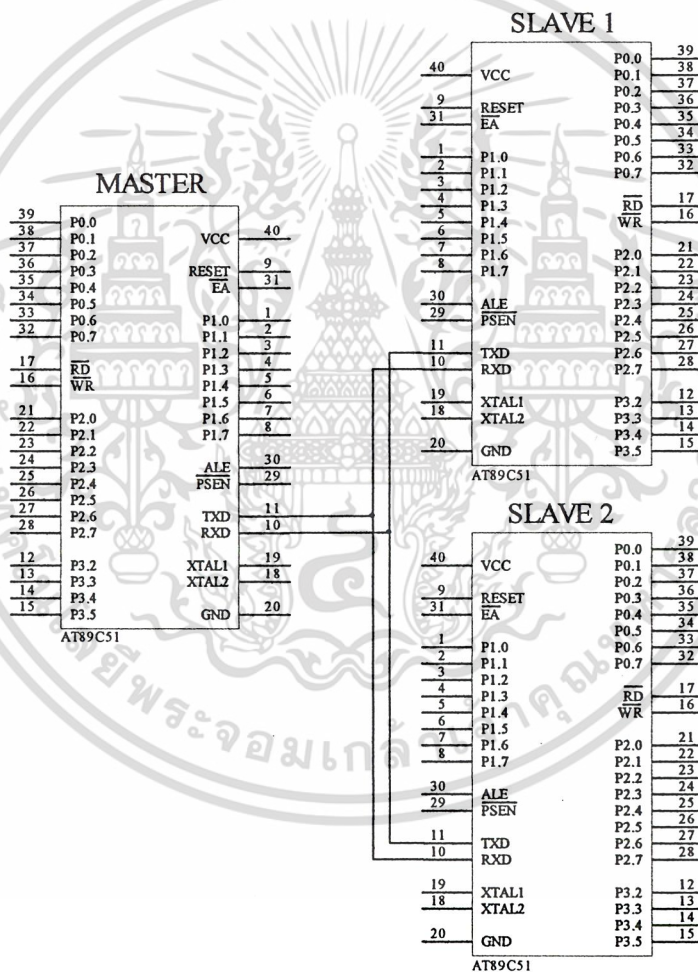 MASTER
39 P0.0
38 P0.1
37 P0.2
36 P0.3
35 P0.4
34 P0.5
33 P0.6
32 P0.7
17 RD
16 WR
21 P2.0
22 P2.1
23 P2.2
24 P2.3
25 P2.4
26 P2.5
27 P2.6
28 P2.7
12 P3.2
13 P3.3
14 P3.4
15 P3.5
VCC 40
RESET 9
EA 31
P1.0 1
P1.1 2
P1.2 3
P1.3 4
P1.4 5
P1.5 6
P1.6 7
P1.7 8
ALE 30
PSEN 29
TXD 11
RXD 10
XTAL1 19
XTAL2 18
GND 20
AT89C51
SLAVE 1
40 VCC
9 RESET
31 EA
1 P1.0
2 P1.1
3 P1.2
4 P1.3
5 P1.4
6 P1.5
7 P1.6
8 P1.7
30 ALE
29 PSEN
11 TXD
10 RXD
19 XTAL1
18 XTAL2
20 GND
P0.0 39
P0.1 38
P0.2 37
P0.3 36
P0.4 35
P0.5 34
P0.6 33
P0.7 32
RD 17
WR 16
P2.0 21
P2.1 22
P2.2 23
P2.3 24
P2.4 25
P2.5 26
P2.6 27
P2.7 28
P3.2 12
P3.3 13
P3.4 14
P3.5 15
AT89C51
SLAVE 2
40 VCC
9 RESET
31 EA
1 P1.0
2 P1.1
3 P1.2
4 P1.3
5 P1.4
6 P1.5
7 P1.6
8 P1.7
30 ALE
29 PSEN
11 TXD
10 RXD
19 XTAL1
18 XTAL2
20 GND
P0.0 39
P0.1 38
P0.2 37
P0.3 36
P0.4 35
P0.5 34
P0.6 33
P0.7 32
RD 17
WR 16
P2.0 21
P2.1 22
P2.2 23
P2.3 24
P2.4 25
P2.5 26
P2.6 27
P2.7 28
P3.2 12
P3.3 13
P3.4 14
P3.5 15
AT89C51
พระจอมเกล้าเจ้าคุณ